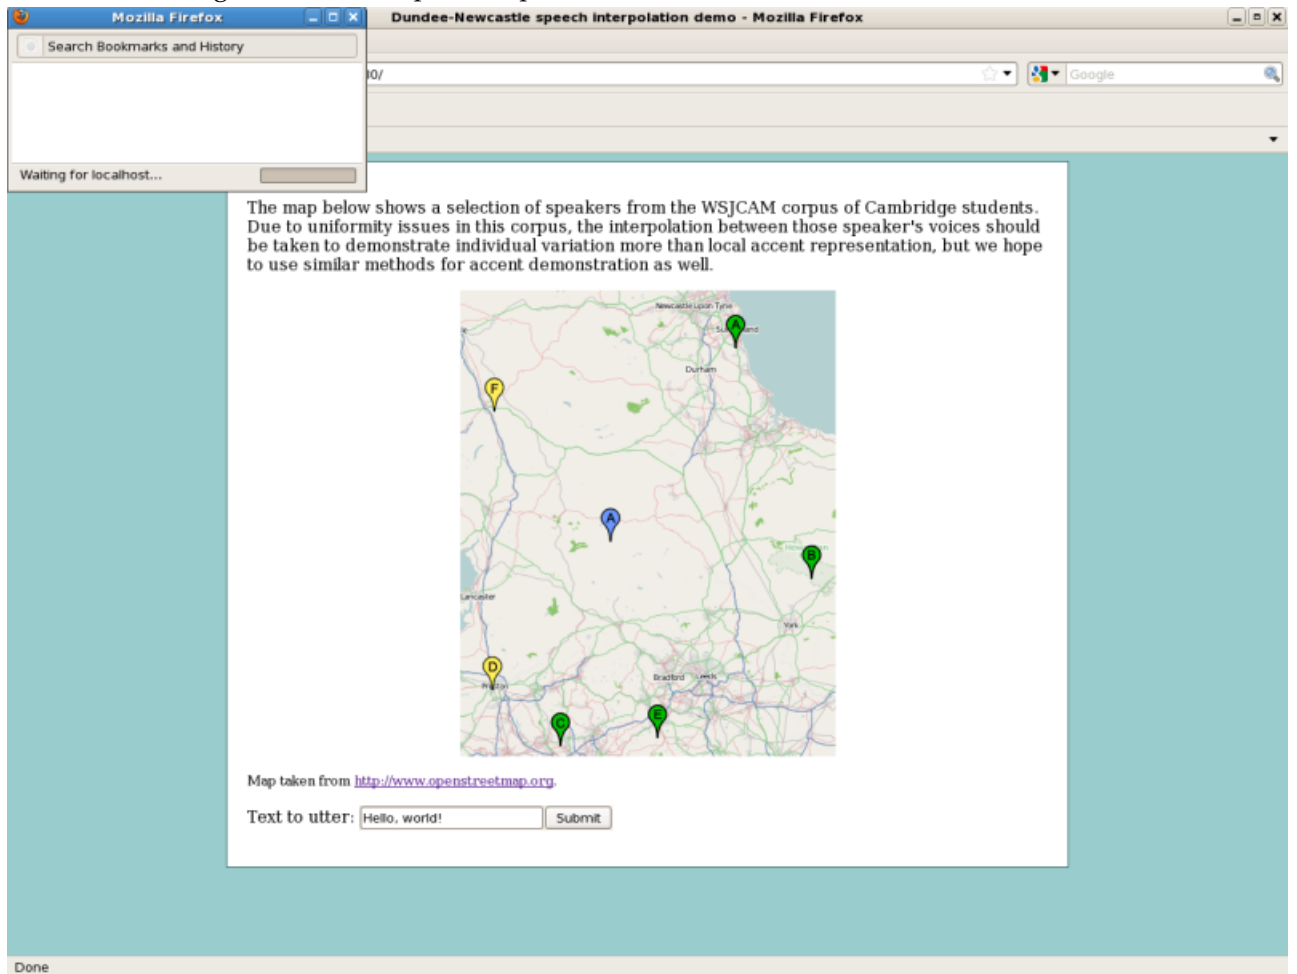 Mozilla Firefox
Dundee-Newcastle speech interpolation demo - Mozilla Firefox
Search Bookmarks and History
Google
Waiting for localhost...
The map below shows a selection of speakers from the WSJCAM corpus of Cambridge students.
Due to uniformity issues in this corpus, the interpolation between those speaker's voices should
be taken to demonstrate individual variation more than local accent representation, but we hope
to use similar methods for accent demonstration as well.
Newcastle upon Tyne
A
Durham
F
A
B
Lancaster
York
D
Bradford Leeds
Preston
C
E
Map taken from http://www.openstreetmap.org.
Text to utter: Hello, world! Submit
Done